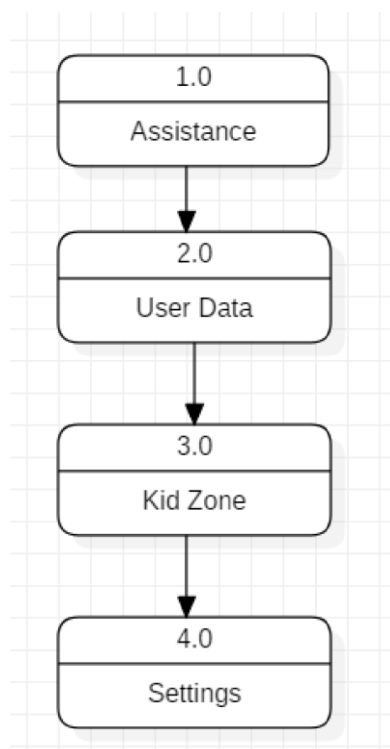 1.0
Assistance
2.0
User Data
3.0
Kid Zone
4.0
Settings